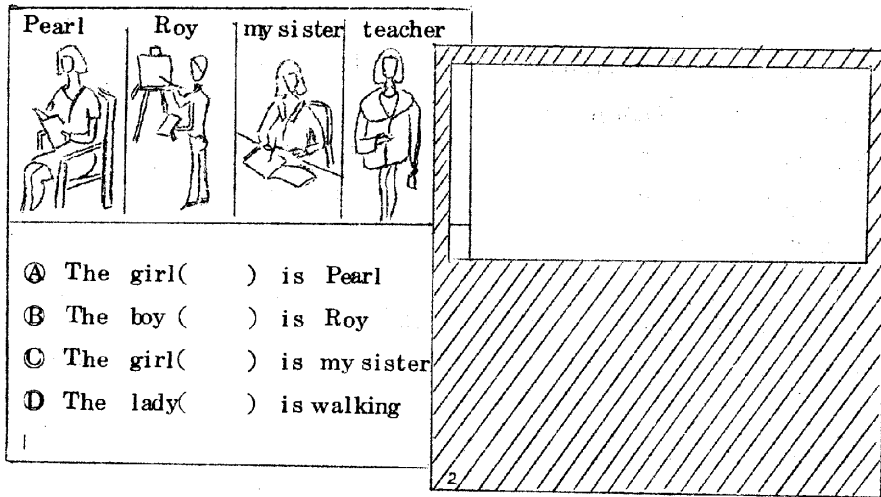 Pearl Roy my sister teacher
Ⓐ The girl( ) is Pearl
Ⓑ The boy ( ) is Roy
Ⓒ The girl( ) is my sister
Ⓓ The lady( ) is walking
1
2